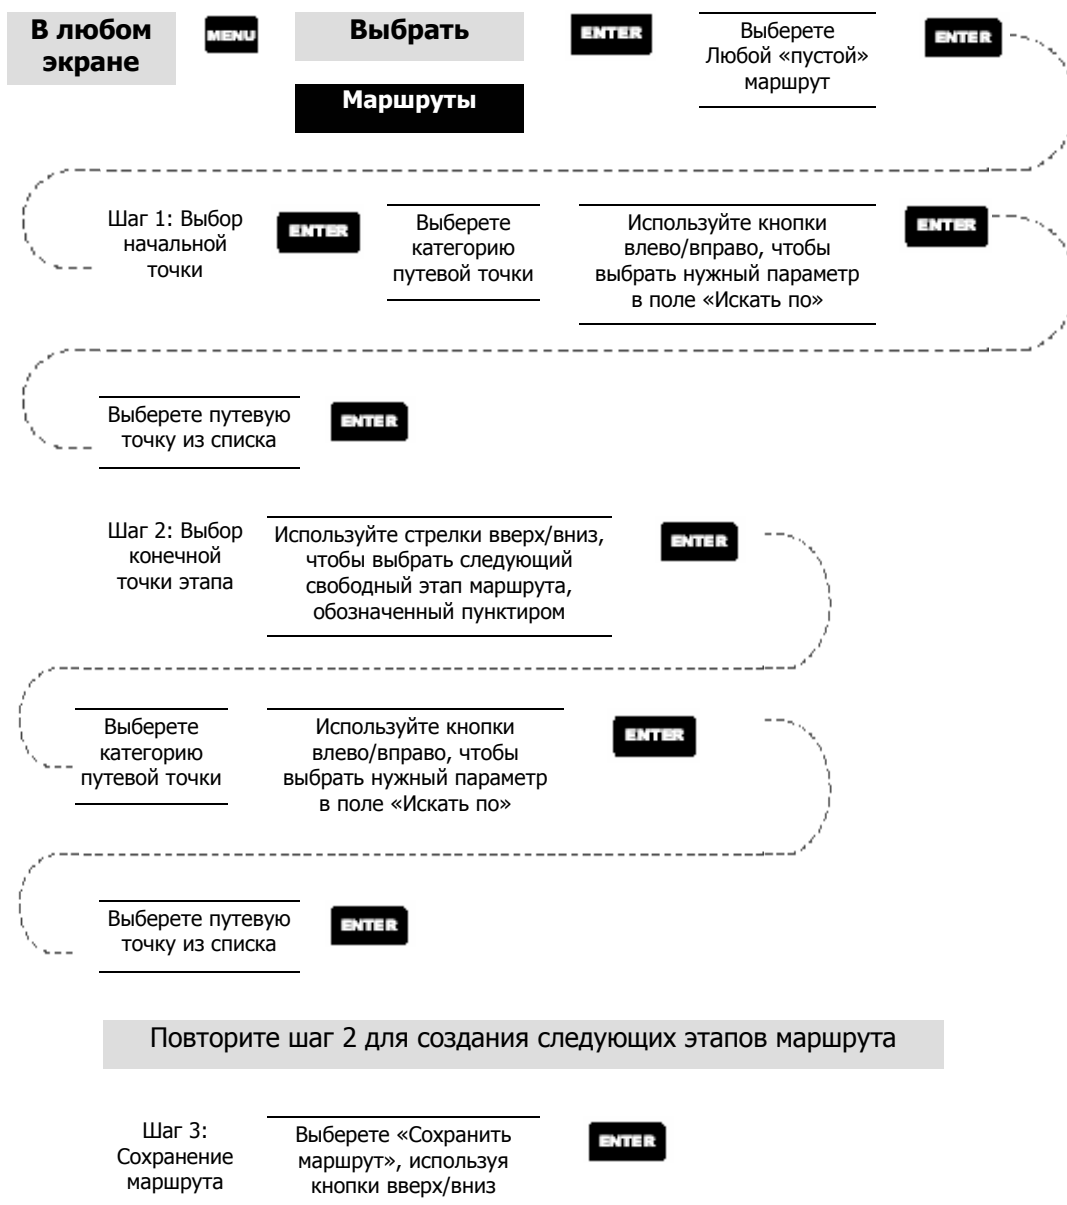 В любом
экране
MENU
Выбрать
Маршруты
ENTER
Выберете
Любой «пустой»
маршрут
ENTER
Шаг 1: Выбор
начальной
точки
ENTER
Выберете
категорию
путевой точки
Используйте кнопки
влево/вправо, чтобы
выбрать нужный параметр
в поле «Искать по»
ENTER
Выберете путевую
точку из списка
ENTER
Шаг 2: Выбор
конечной
точки этапа
Используйте стрелки вверх/вниз,
чтобы выбрать следующий
свободный этап маршрута,
обозначенный пунктиром
ENTER
Выберете
категорию
путевой точки
Используйте кнопки
влево/вправо, чтобы
выбрать нужный параметр
в поле «Искать по»
ENTER
Выберете путевую
точку из списка
ENTER
Повторите шаг 2 для создания следующих этапов маршрута
Шаг 3:
Сохранение
маршрута
Выберете «Сохранить
маршрут», используя
кнопки вверх/вниз
ENTER